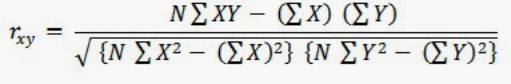 r_xy = (N ∑ XY − (∑ X) (∑ Y)) / √({N ∑ X² − (∑ X)²} {N ∑ Y² − (∑ Y)²})